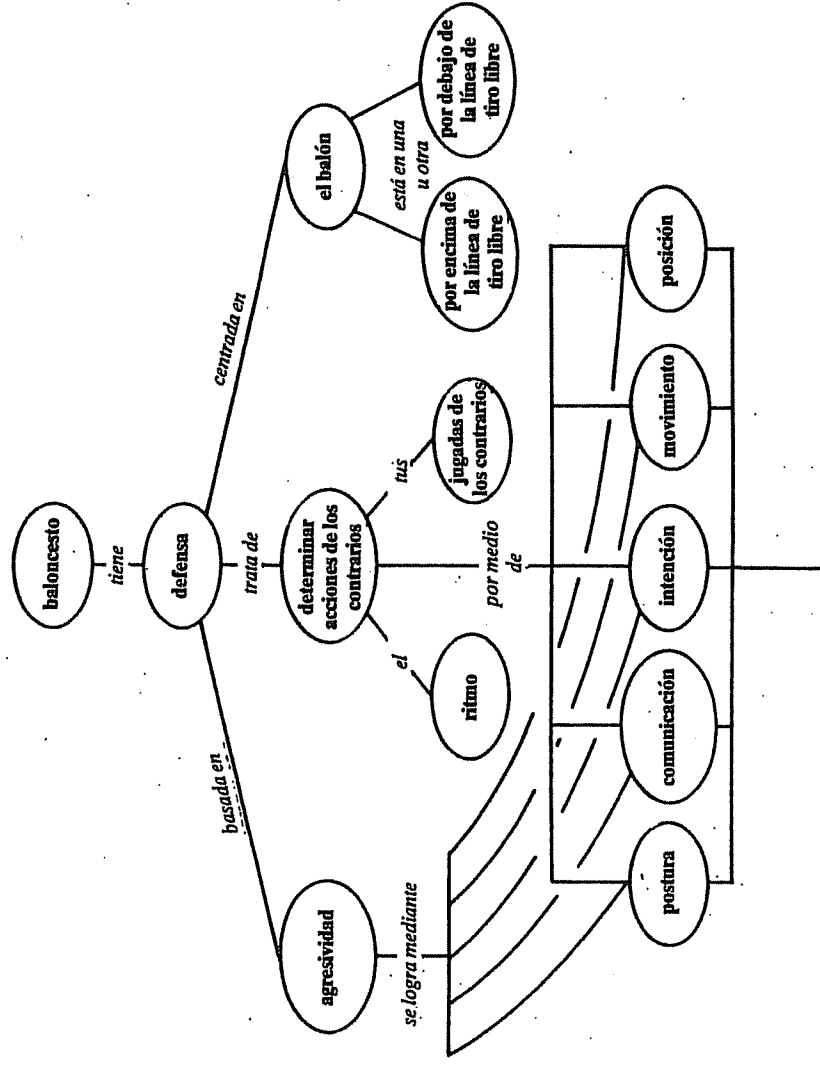 baloncesto
tiene
defensa
basada en
trata de
centrada en
agresividad
determinar
acciones de los
contrarios
el balón
se logra mediante
el
tus
está en una
u otra
ritmo
jugadas de
los contrarios
por encima de
la línea de
tiro libre
por debajo de
la línea de
tiro libre
por medio
de
postura
comunicación
intención
movimiento
posición